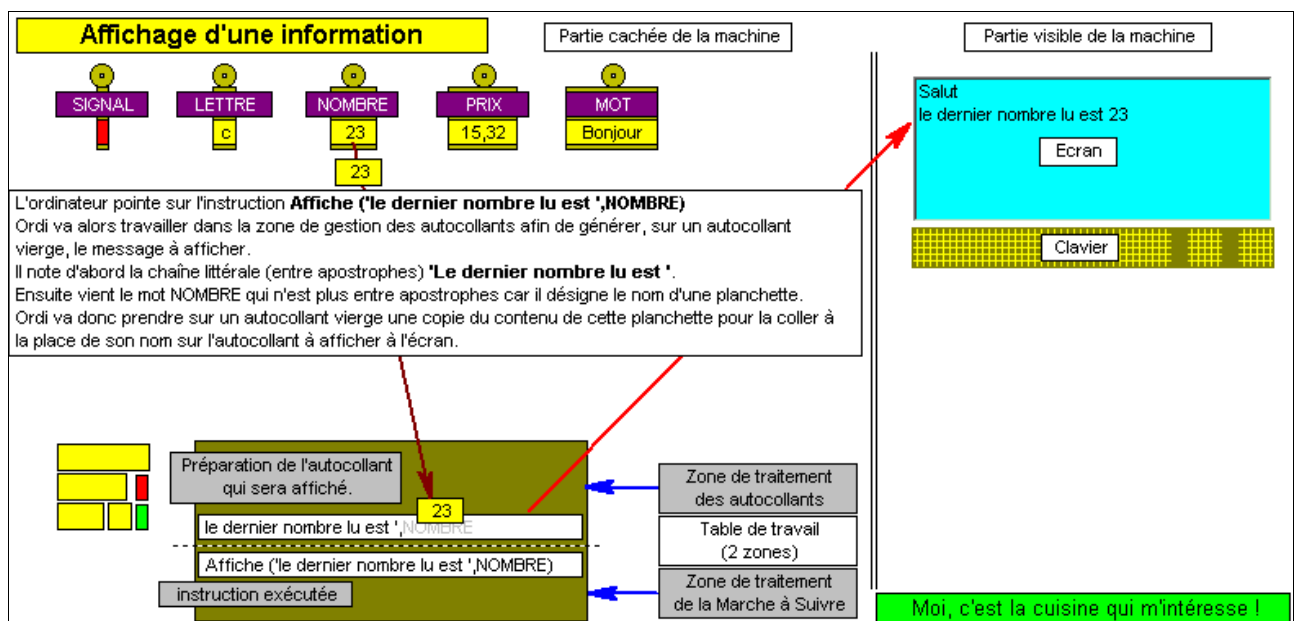 Affichage d'une information
Partie cachée de la machine
Partie visible de la machine
SIGNAL
LETTRE
NOMBRE
PRIX
MOT
c
23
15,32
Bonjour
23
Salut
le dernier nombre lu est 23
Ecran
Clavier
L'ordinateur pointe sur l'instruction Affiche ('le dernier nombre lu est ',NOMBRE)
Ordi va alors travailler dans la zone de gestion des autocollants afin de générer, sur un autocollant
vierge, le message à afficher.
Il note d'abord la chaîne littérale (entre apostrophes) 'Le dernier nombre lu est '.
Ensuite vient le mot NOMBRE qui n'est plus entre apostrophes car il désigne le nom d'une planchette.
Ordi va donc prendre sur un autocollant vierge une copie du contenu de cette planchette pour la coller à
la place de son nom sur l'autocollant à afficher à l'écran.
Préparation de l'autocollant
qui sera affiché.
23
le dernier nombre lu est ',NOMBRE
Affiche ('le dernier nombre lu est ',NOMBRE)
instruction exécutée
Zone de traitement
des autocollants
Table de travail
(2 zones)
Zone de traitement
de la Marche à Suivre
Moi, c'est la cuisine qui m'intéresse !